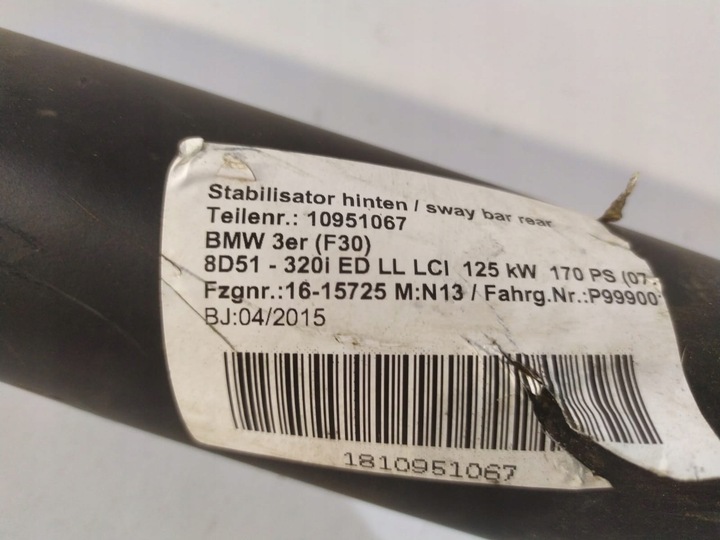 Stabilisator hinten / sway bar rear
Teilenr.: 10951067
BMW 3er (F30)
8D51 - 320i ED LL LCI 125 kW 170 PS (07
Fzgnr.:16-15725 M:N13 / Fahrg.Nr.:P99900
BJ:04/2015
1810951067